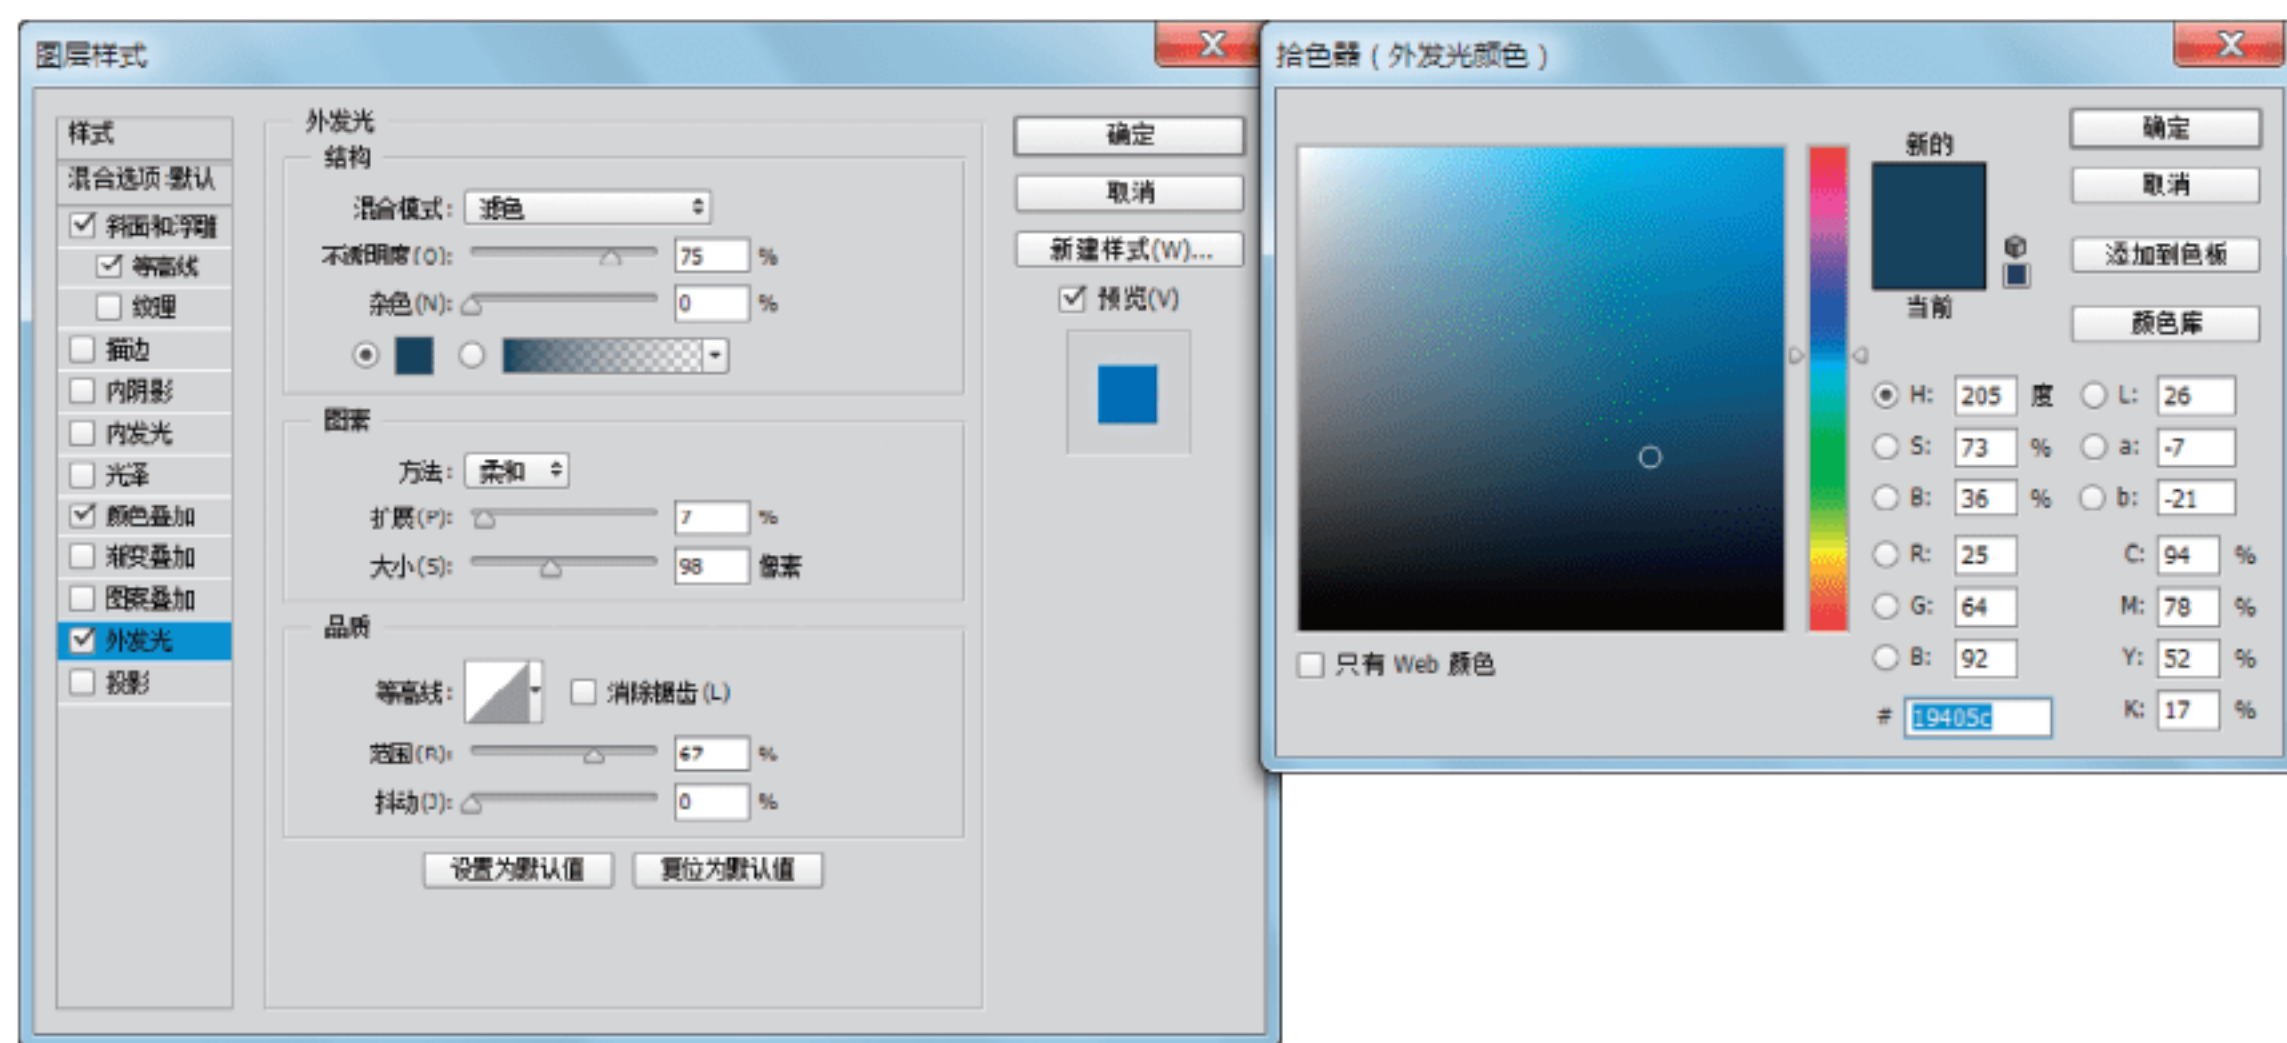 图层样式
样式
混合选项:默认
斜面和浮雕
等高线
纹理
描边
内阴影
内发光
光泽
颜色叠加
渐变叠加
图案叠加
外发光
投影
外发光
结构
混合模式: 滤色
不透明度(O): 75 %
杂色(N): 0 %
图素
方法: 柔和
扩展(P): 7 %
大小(S): 98 像素
品质
等高线: 消除锯齿(L)
范围(R): 67 %
抖动(J): 0 %
设置为默认值 复位为默认值
确定
取消
新建样式(W)...
预览(V)
拾色器(外发光颜色)
新的
当前
确定
取消
添加到色板
颜色库
H: 205 度 L: 26
S: 73 % a: -7
B: 36 % b: -21
R: 25 C: 94 %
G: 64 M: 78 %
B: 92 Y: 52 %
# 19405c K: 17 %
只有 Web 颜色